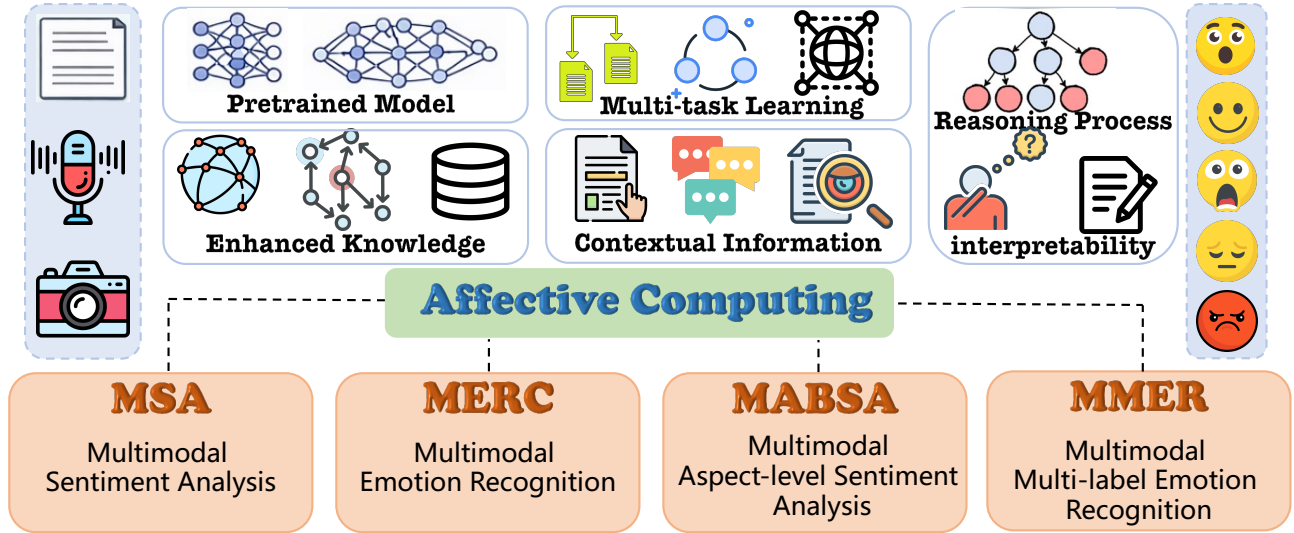 Pretrained Model
Multi-task Learning
Reasoning Process
?
Enhanced Knowledge
Contextual Information
interpretability
Affective Computing
MSA
Multimodal
Sentiment Analysis
MERC
Multimodal
Emotion Recognition
MABSA
Multimodal
Aspect-level Sentiment
Analysis
MMER
Multimodal
Multi-label Emotion
Recognition